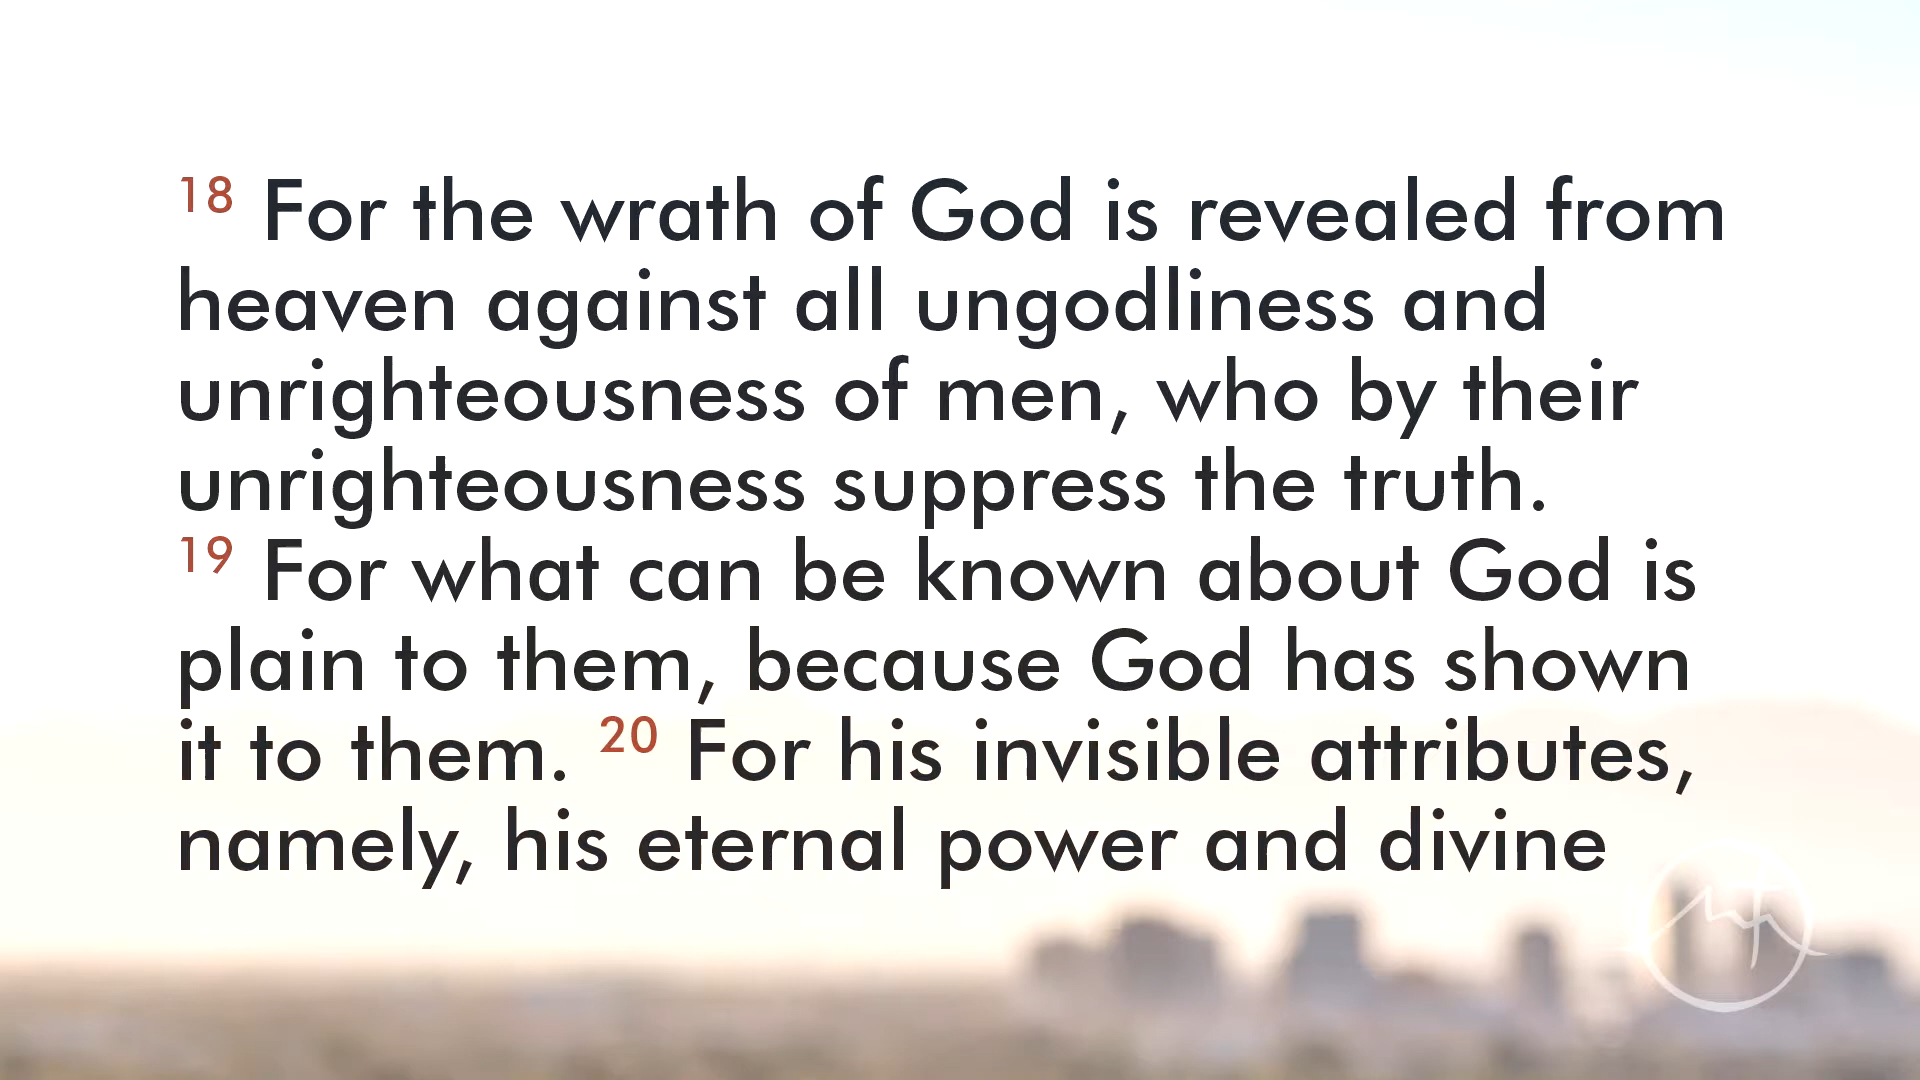 18 For the wrath of God is revealed from
heaven against all ungodliness and
unrighteousness of men, who by their
unrighteousness suppress the truth.
19 For what can be known about God is
plain to them, because God has shown
it to them. 20 For his invisible attributes,
namely, his eternal power and divine